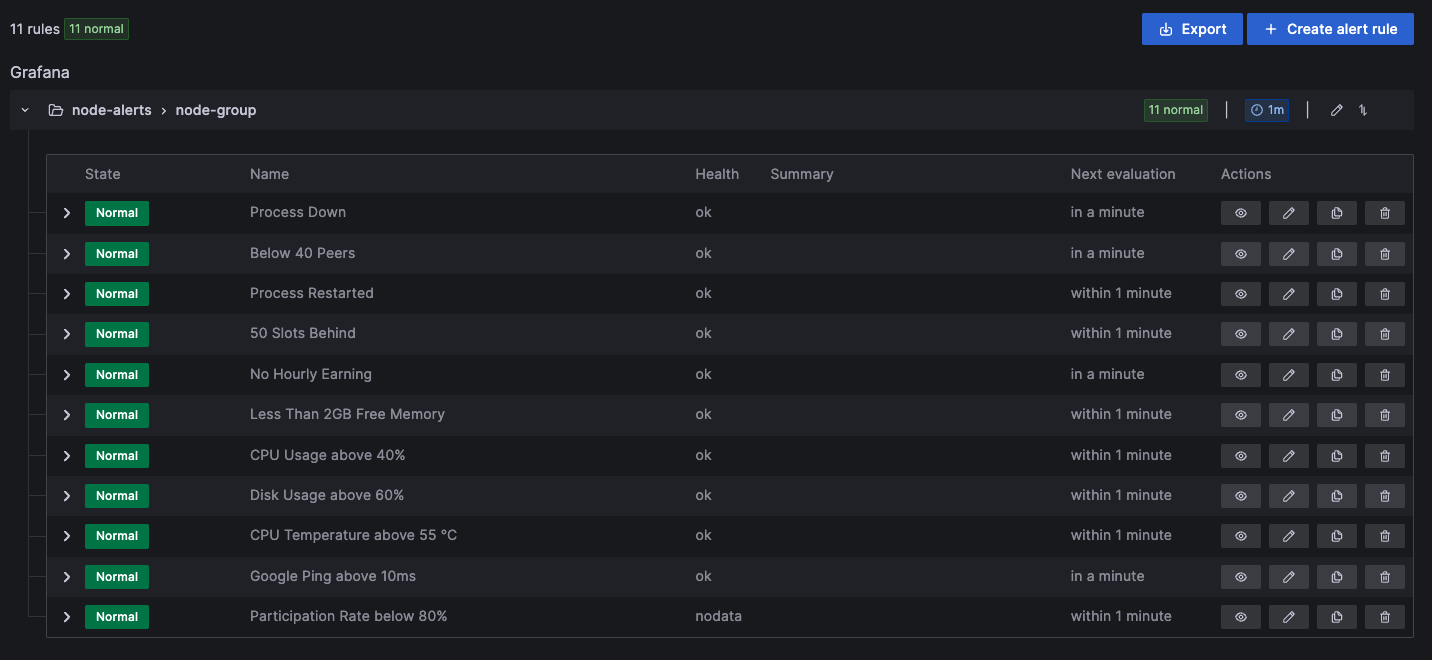 11 rules 11 normal Export + Create alert rule
Grafana
node-alerts › node-group 11 normal | 1m |
State Name Health Summary Next evaluation Actions
Normal Process Down ok in a minute
Normal Below 40 Peers ok in a minute
Normal Process Restarted ok within 1 minute
Normal 50 Slots Behind ok within 1 minute
Normal No Hourly Earning ok in a minute
Normal Less Than 2GB Free Memory ok within 1 minute
Normal CPU Usage above 40% ok within 1 minute
Normal Disk Usage above 60% ok within 1 minute
Normal CPU Temperature above 55 °C ok within 1 minute
Normal Google Ping above 10ms ok in a minute
Normal Participation Rate below 80% nodata within 1 minute